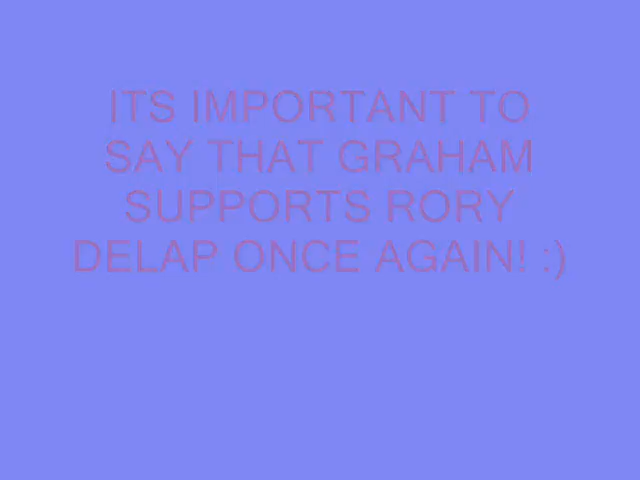 ITS IMPORTANT TO
SAY THAT GRAHAM
SUPPORTS RORY
DELAP ONCE AGAIN! :)